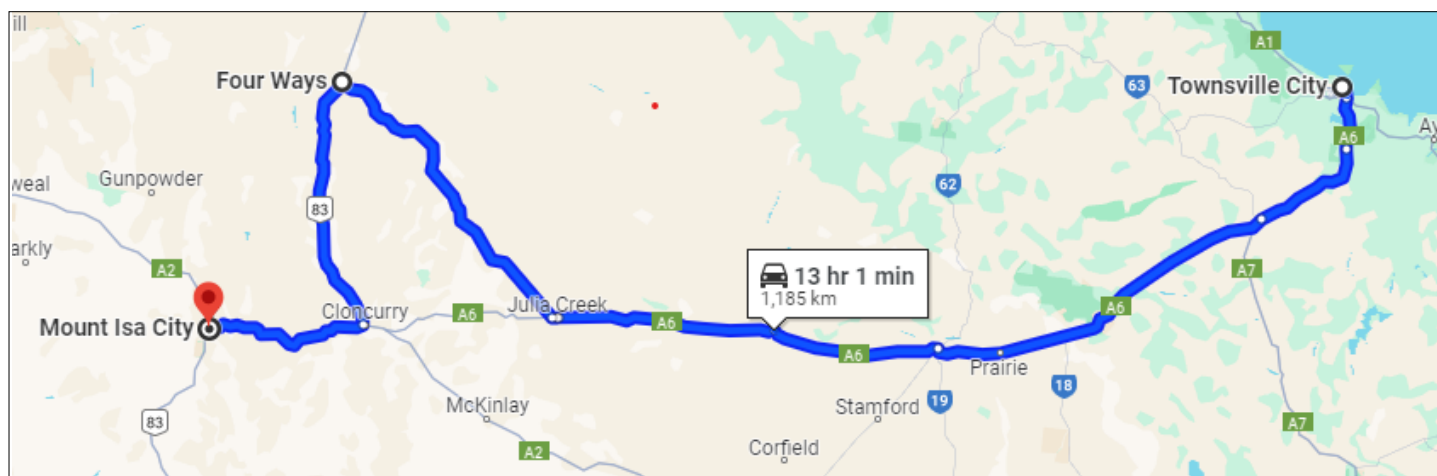 ill
A1
Four Ways
63
Townsville City
Ay
A6
62
weal
Gunpowder
83
arkly
A2
13 hr 1 min
1,185 km
A7
Mount Isa City
Cloncurry
A6
Julia Creek
A6
A6
A6
Prairie
18
19
83
McKinlay
Stamford
A7
A2
Corfield